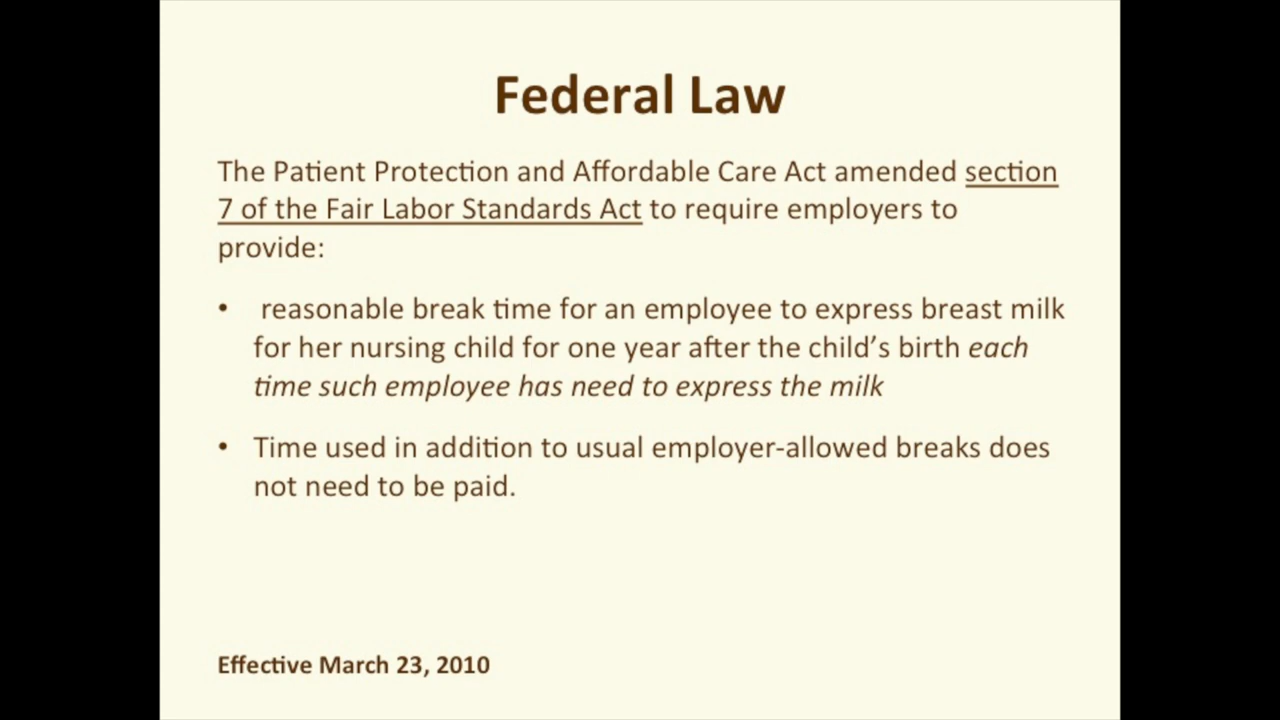 Federal Law
The Patient Protection and Affordable Care Act amended section
7 of the Fair Labor Standards Act to require employers to
provide:
• reasonable break time for an employee to express breast milk
for her nursing child for one year after the child’s birth each
time such employee has need to express the milk
• Time used in addition to usual employer-allowed breaks does
not need to be paid.
Effective March 23, 2010